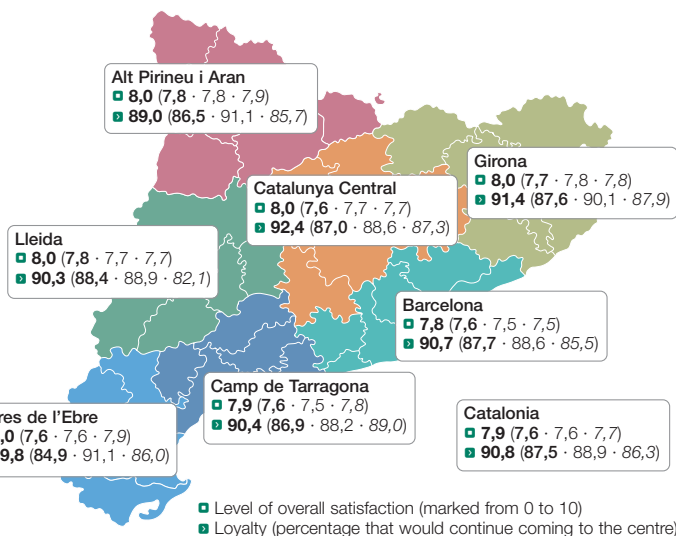 Alt Pirineu i Aran
8,0 (7,8 · 7,8 · 7,9)
89,0 (86,5 · 91,1 · 85,7)
Girona
8,0 (7,7 · 7,8 · 7,8)
91,4 (87,6 · 90,1 · 87,9)
Catalunya Central
8,0 (7,6 · 7,7 · 7,7)
92,4 (87,0 · 88,6 · 87,3)
Lleida
8,0 (7,8 · 7,7 · 7,7)
90,3 (88,4 · 88,9 · 82,1)
Barcelona
7,8 (7,6 · 7,5 · 7,5)
90,7 (87,7 · 88,6 · 85,5)
Camp de Tarragona
7,9 (7,6 · 7,5 · 7,8)
90,4 (86,9 · 88,2 · 89,0)
res de l'Ebre
,0 (7,6 · 7,6 · 7,9)
9,8 (84,9 · 91,1 · 86,0)
Catalonia
7,9 (7,6 · 7,6 · 7,7)
90,8 (87,5 · 88,9 · 86,3)
Level of overall satisfaction (marked from 0 to 10)
Loyalty (percentage that would continue coming to the centre)